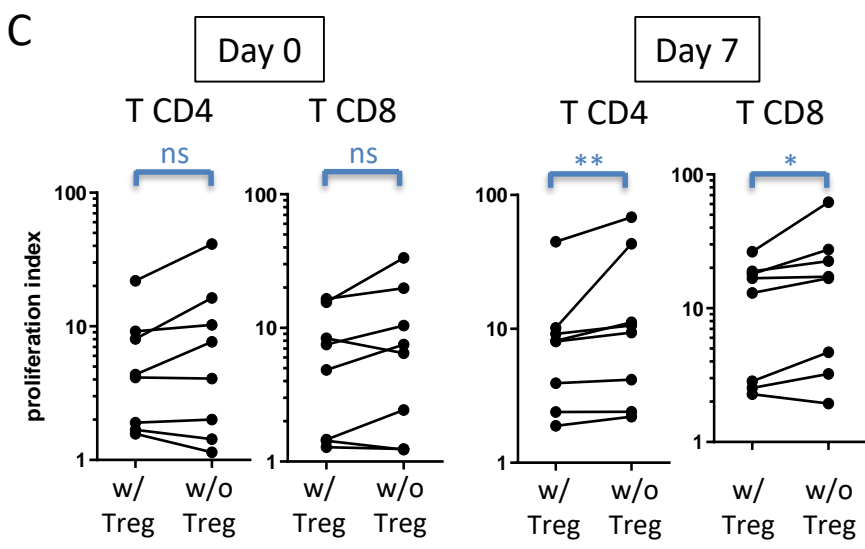 C
Day 0
Day 7
T CD4
T CD8
T CD4
T CD8
ns
ns
**
*
proliferation index
100
10
1
100
10
1
100
10
1
100
10
1
w/
Treg
w/o
Treg
w/
Treg
w/o
Treg
w/
Treg
w/o
Treg
w/
Treg
w/o
Treg